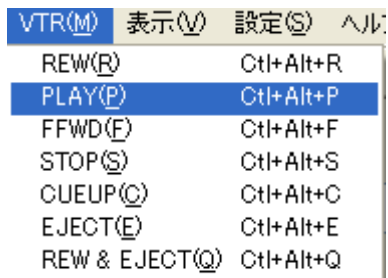 VTR(M) 表示(V) 設定(S) ヘル
REW(R) Ctl+Alt+R
PLAY(P) Ctl+Alt+P
FFWD(F) Ctl+Alt+F
STOP(S) Ctl+Alt+S
CUEUP(C) Ctl+Alt+C
EJECT(E) Ctl+Alt+E
REW & EJECT(Q) Ctl+Alt+Q